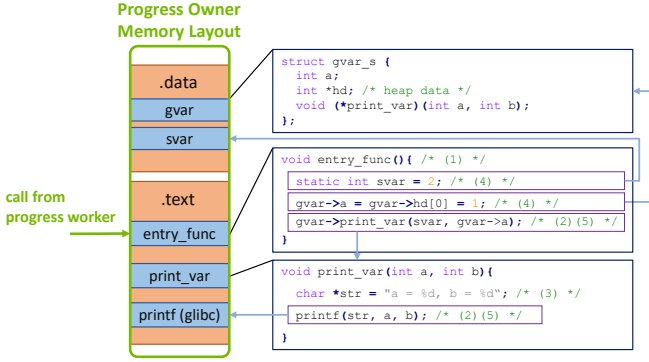 Progress Owner
Memory Layout
.data
gvar
svar
.text
entry_func
print_var
printf (glibc)
call from
progress worker
struct gvar_s {
int a;
int *hd; /* heap data */
void (*print_var)(int a, int b);
};
void entry_func(){ /* (1) */
static int svar = 2; /* (4) */
gvar->a = gvar->hd[0] = 1; /* (4) */
gvar->print_var(svar, gvar->a); /* (2)(5) */
}
void print_var(int a, int b){
char *str = "a = %d, b = %d“; /* (3) */
printf(str, a, b); /* (2)(5) */
}